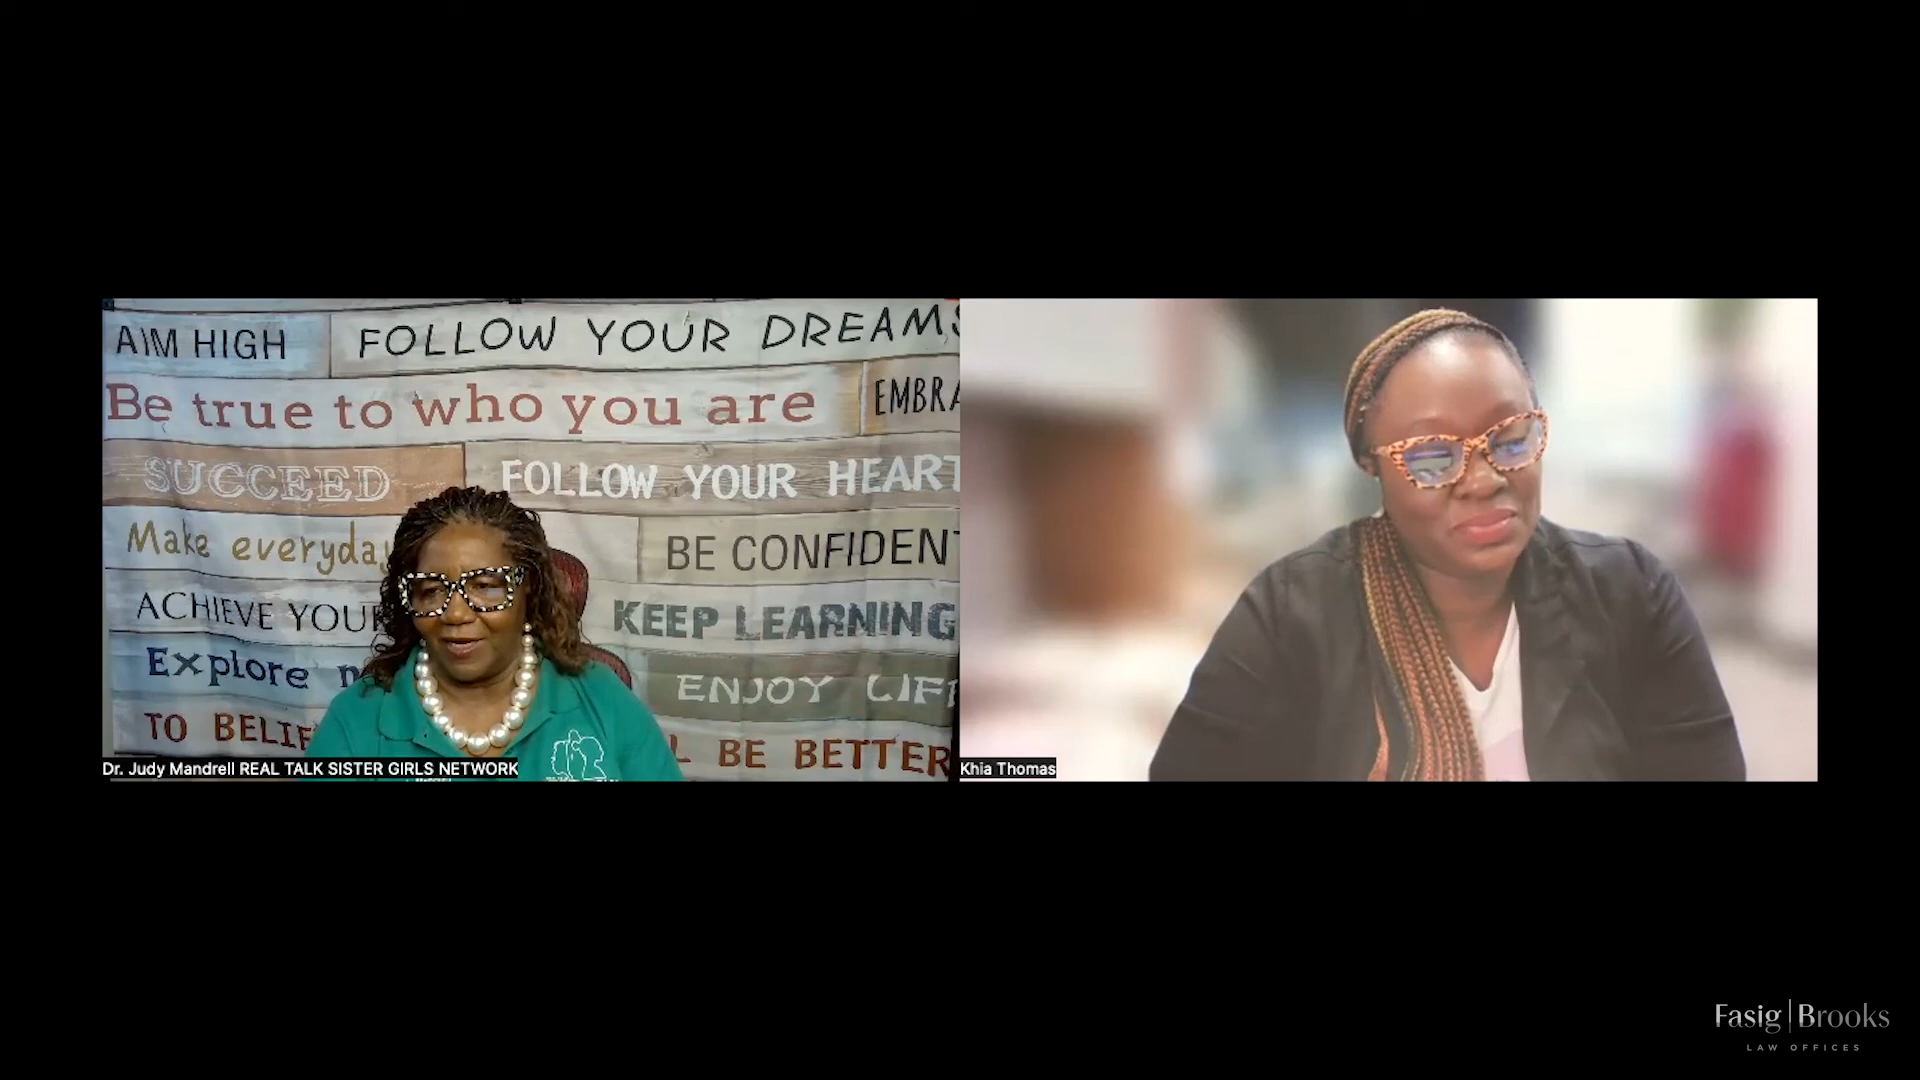 AIM HIGH
FOLLOW YOUR DREAMS
Be true to who you are
EMBRA
SUCCEED
FOLLOW YOUR HEART
Make everyday
BE CONFIDENT
ACHIEVE YOUR
KEEP LEARNING
Explore
ENJOY LIF
TO BELIE
BE BETTER
Dr. Judy Mandrell REAL TALK SISTER GIRLS NETWORK
Khia Thomas
Fasig Brooks
LAW OFFICES